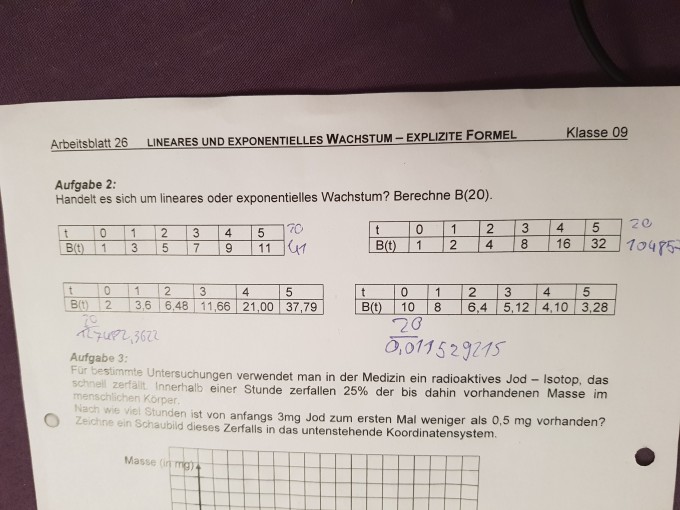 Arbeitsblatt 26 LINEARES UND EXPONENTIELLES WACHSTUM – EXPLIZITE FORMEL Klasse 09
Aufgabe 2:
Handelt es sich um lineares oder exponentielles Wachstum? Berechne B(20).
t 0 1 2 3 4 5 20
B(t) 1 3 5 7 9 11 41
t 0 1 2 3 4 5 20
B(t) 1 2 4 8 16 32 10485
t 0 1 2 3 4 5
B(t) 2 3,6 6,48 11,66 21,00 37,79
20
t 0 1 2 3 4 5
B(t) 10 8 6,4 5,12 4,10 3,28
20
0,011529215
Aufgabe 3:
Für bestimmte Untersuchungen verwendet man in der Medizin ein radioaktives Jod – Isotop, das
schnell zerfällt. Innerhalb einer Stunde zerfallen 25% der bis dahin vorhandenen Masse im
menschlichen Körper.
Nach wie viel Stunden ist von anfangs 3mg Jod zum ersten Mal weniger als 0,5 mg vorhanden?
Zeichne ein Schaubild dieses Zerfalls in das untenstehende Koordinatensystem.
Masse (in mg)